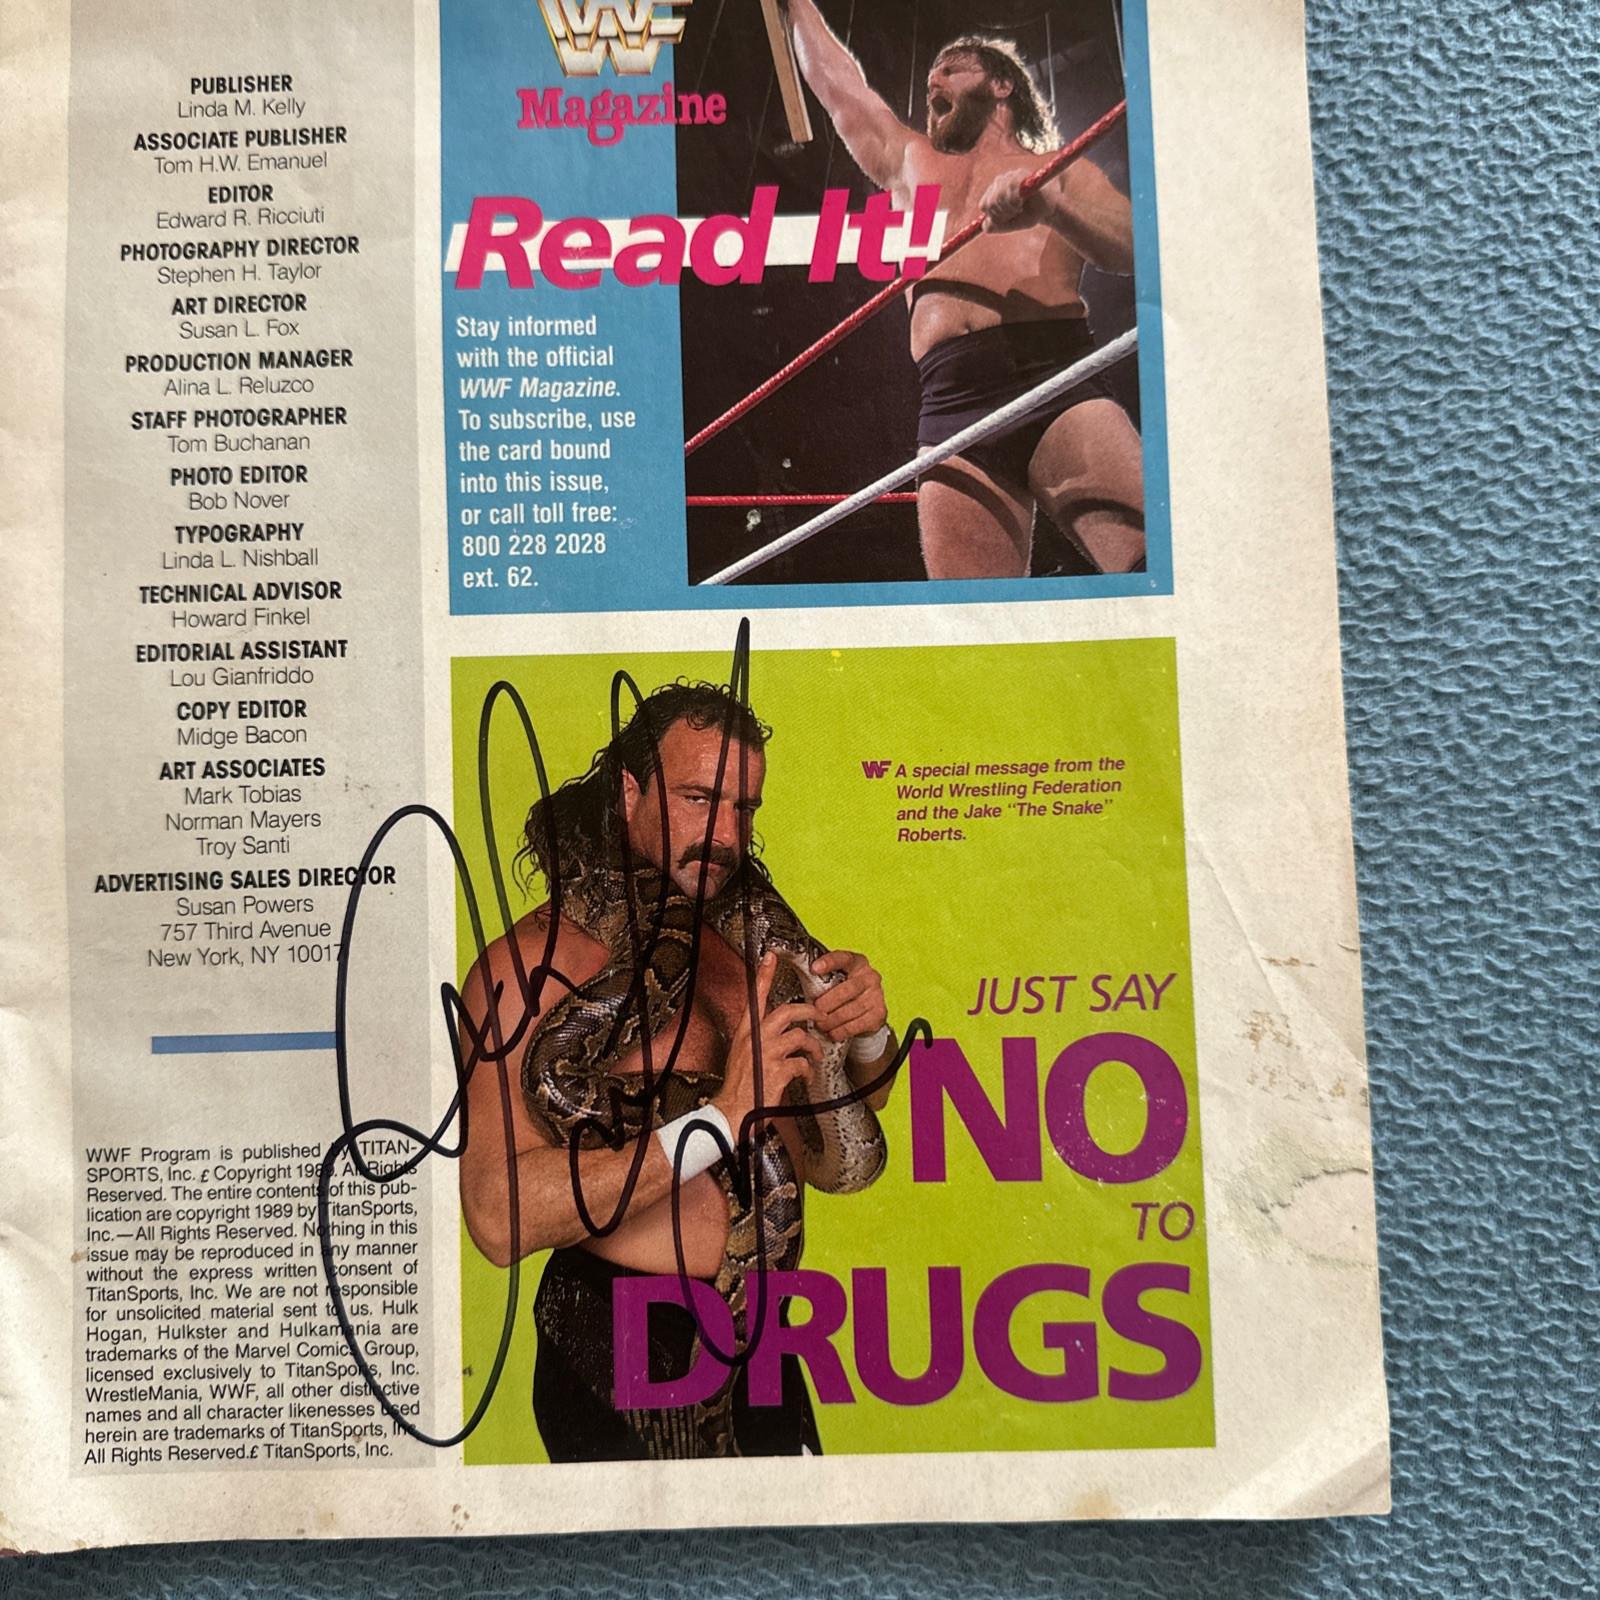 PUBLISHER
Linda M. Kelly
ASSOCIATE PUBLISHER
Tom H.W. Emanuel
EDITOR
Edward R. Ricciuti
PHOTOGRAPHY DIRECTOR
Stephen H. Taylor
ART DIRECTOR
Susan L. Fox
PRODUCTION MANAGER
Alina L. Reluzco
STAFF PHOTOGRAPHER
Tom Buchanan
PHOTO EDITOR
Bob Nover
TYPOGRAPHY
Linda L. Nishball
TECHNICAL ADVISOR
Howard Finkel
EDITORIAL ASSISTANT
Lou Gianfriddo
COPY EDITOR
Midge Bacon
ART ASSOCIATES
Mark Tobias
Norman Mayers
Troy Santi
ADVERTISING SALES DIRECTOR
Susan Powers
757 Third Avenue
New York, NY 10017
WWF Program is published by TITAN-
SPORTS, Inc. £ Copyright 1989. All Rights
Reserved. The entire contents of this pub-
lication are copyright 1989 by TitanSports,
Inc.—All Rights Reserved. Nothing in this
issue may be reproduced in any manner
without the express written consent of
TitanSports, Inc. We are not responsible
for unsolicited material sent to us. Hulk
Hogan, Hulkster and Hulkamania are
trademarks of the Marvel Comics Group,
licensed exclusively to TitanSports, Inc.
WrestleMania, WWF, all other distinctive
names and all character likenesses used
herein are trademarks of TitanSports, Inc.
All Rights Reserved.£ TitanSports, Inc.
WWF
Magazine
Read It!
Stay informed
with the official
WWF Magazine.
To subscribe, use
the card bound
into this issue,
or call toll free:
800 228 2028
ext. 62.
WF A special message from the
World Wrestling Federation
and the Jake “The Snake”
Roberts.
JUST SAY
NO
TO
DRUGS